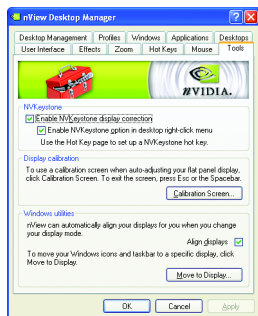 nView Desktop Manager
Desktop Management Profiles Windows Applications Desktops
User Interface Effects Zoom Hot Keys Mouse Tools
NVIDIA.
NVKeystone
Enable NVKeystone display correction
Enable NVKeystone option in desktop right-click menu
Use the Hot Key page to set up a NVKeystone hot key.
Display calibration
To use a calibration screen when auto-adjusting your flat panel display,
click Calibration Screen. To exit the screen, press Esc or the Spacebar.
Calibration Screen...
Windows utilities
nView can automatically align your displays for you when you change
your display mode.
Align displays
To move your Windows icons and taskbar to a specific display, click
Move to Display.
Move to Display...
OK Cancel Apply